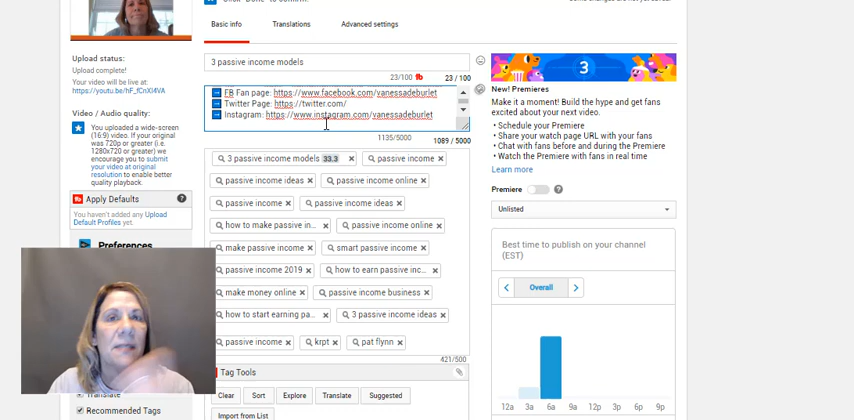 Basic info
Translations
Advanced settings
Upload status:
Upload complete!
Your video will be live at:
https://youtu.be/hF_fCnXI4VA
3 passive income models
23/100
23 / 100
FB Fan page: https://www.facebook.com/vanessadeburlet
Twitter Page: https://twitter.com/
Instagram: https://www.instagram.com/vanessadeburlet
1135/5000
1089 / 5000
Video / Audio quality:
You uploaded a wide-screen
(16:9) video. If your original
was 720p or greater (i.e.
1280x720 or greater) we
encourage you to submit
your video at original
resolution to enable better
quality playback.
Apply Defaults
You haven't added any Upload
Default Profiles yet.
Preferences
3 passive income models 33.3
passive income
passive income ideas
passive income online
passive income
passive income ideas
how to make passive in...
passive income online
make passive income
smart passive income
passive income 2019
how to earn passive inc...
make money online
passive income business
how to start earning pa...
3 passive income ideas
passive income
krpt
pat flynn
421/500
Tag Tools
Clear
Sort
Explore
Translate
Suggested
Import from List
Translate
Recommended Tags
3
New! Premieres
Make it a moment! Build the hype and get fans
excited about your next video.
• Schedule your Premiere
• Share your watch page URL with your fans
• Chat with fans before and during the Premiere
• Watch the Premiere with fans in real time
Learn more
Premiere
Unlisted
Best time to publish on your channel
(EST)
Overall
12a 3a 6a 9a 12p 3p 6p 9p